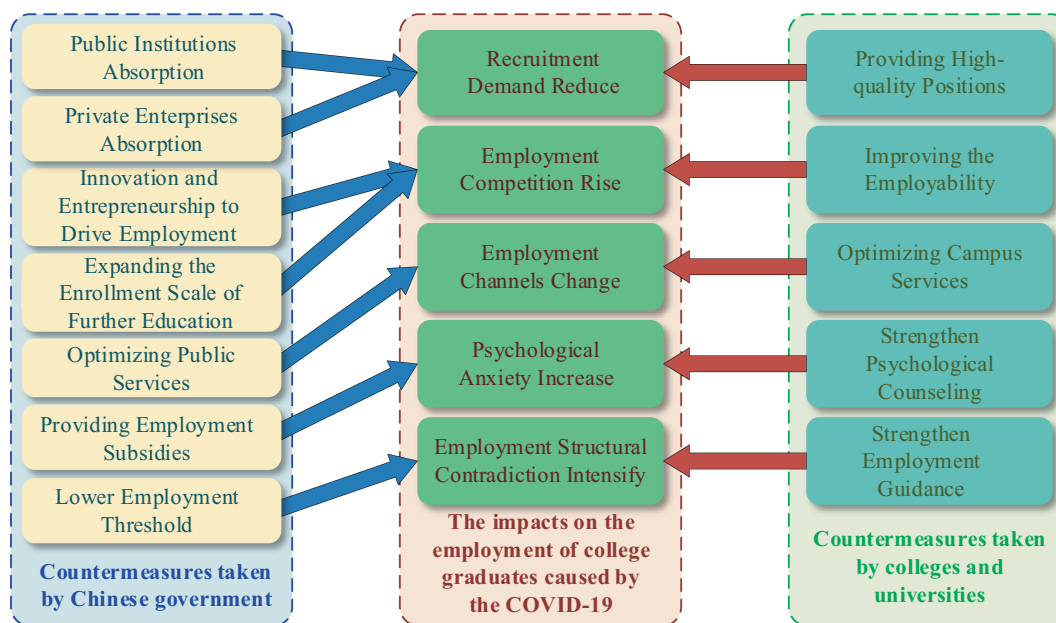 Public Institutions
Absorption
Private Enterprises
Absorption
Innovation and
Entrepreneurship to
Drive Employment
Expanding the
Enrollment Scale of
Further Education
Optimizing Public
Services
Providing Employment
Subsidies
Lower Employment
Threshold
Countermeasures taken
by Chinese government
Recruitment
Demand Reduce
Employment
Competition Rise
Employment
Channels Change
Psychological
Anxiety Increase
Employment Structural
Contradiction Intensify
The impacts on the
employment of college
graduates caused by
the COVID-19
Providing High-
quality Positions
Improving the
Employability
Optimizing Campus
Services
Strengthen
Psychological
Counseling
Strengthen
Employment
Guidance
Countermeasures taken
by colleges and
universities